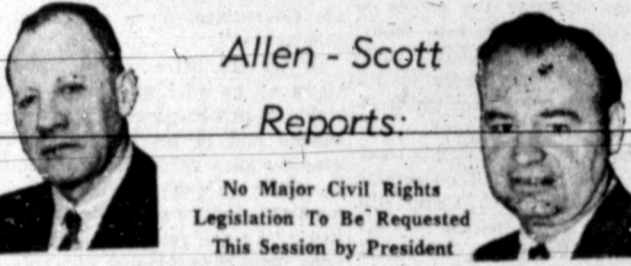 Allen - Scott
Reports:
No Major Civil Rights
Legislation To Be Requested
This Session by President